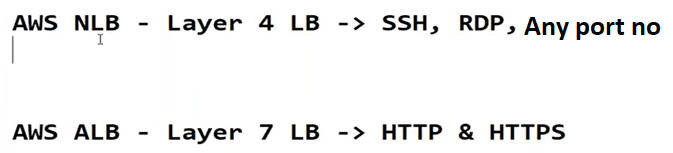 AWS NLB - Layer 4 LB -> SSH, RDP, Any port no
AWS ALB - Layer 7 LB -> HTTP & HTTPS